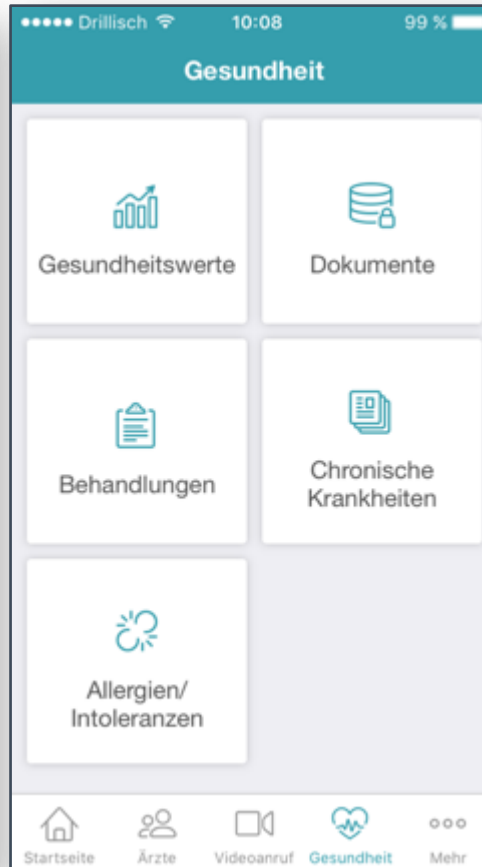 Drillisch 10:08 99 %
Gesundheit
Gesundheitswerte
Dokumente
Behandlungen
Chronische
Krankheiten
Allergien/
Intoleranzen
Startseite Ärzte Videoanruf Gesundheit Mehr